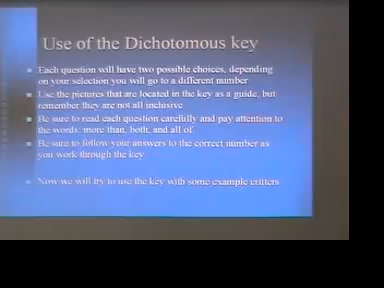 Use of the Dichotomous key
Each question will have two possible choices, depending
on your selection you will go to a different number
Use the pictures that are located in the key as a guide, but
remember they are not all inclusive
Be sure to read each question carefully and pay attention to
the words: more than, both, and all of
Be sure to follow your answers to the correct number as
you work through the key
Now we will try to use the key with some example critters